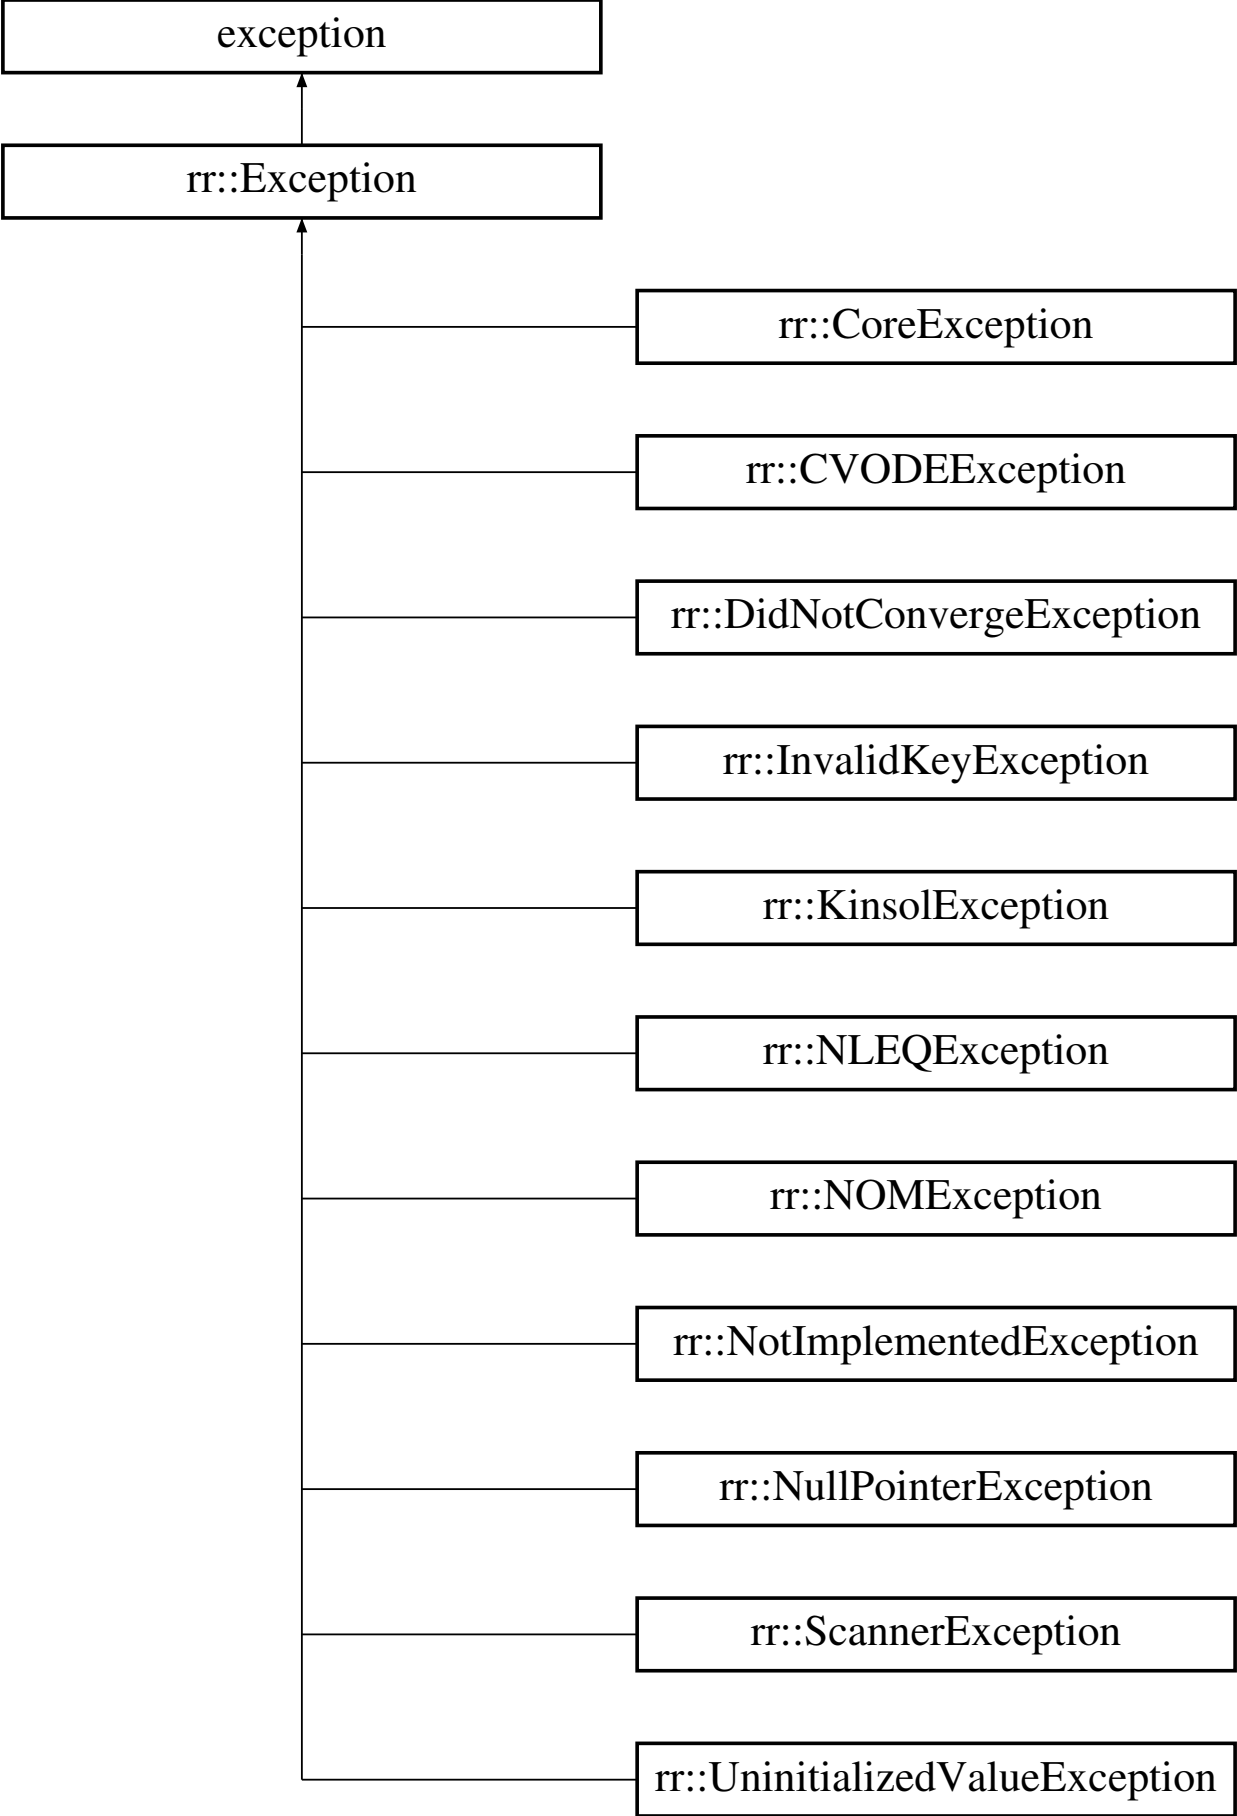 exception
rr::Exception
rr::CoreException
rr::CVODEException
rr::DidNotConvergeException
rr::InvalidKeyException
rr::KinsolException
rr::NLEQException
rr::NOMException
rr::NotImplementedException
rr::NullPointerException
rr::ScannerException
rr::UninitializedValueException